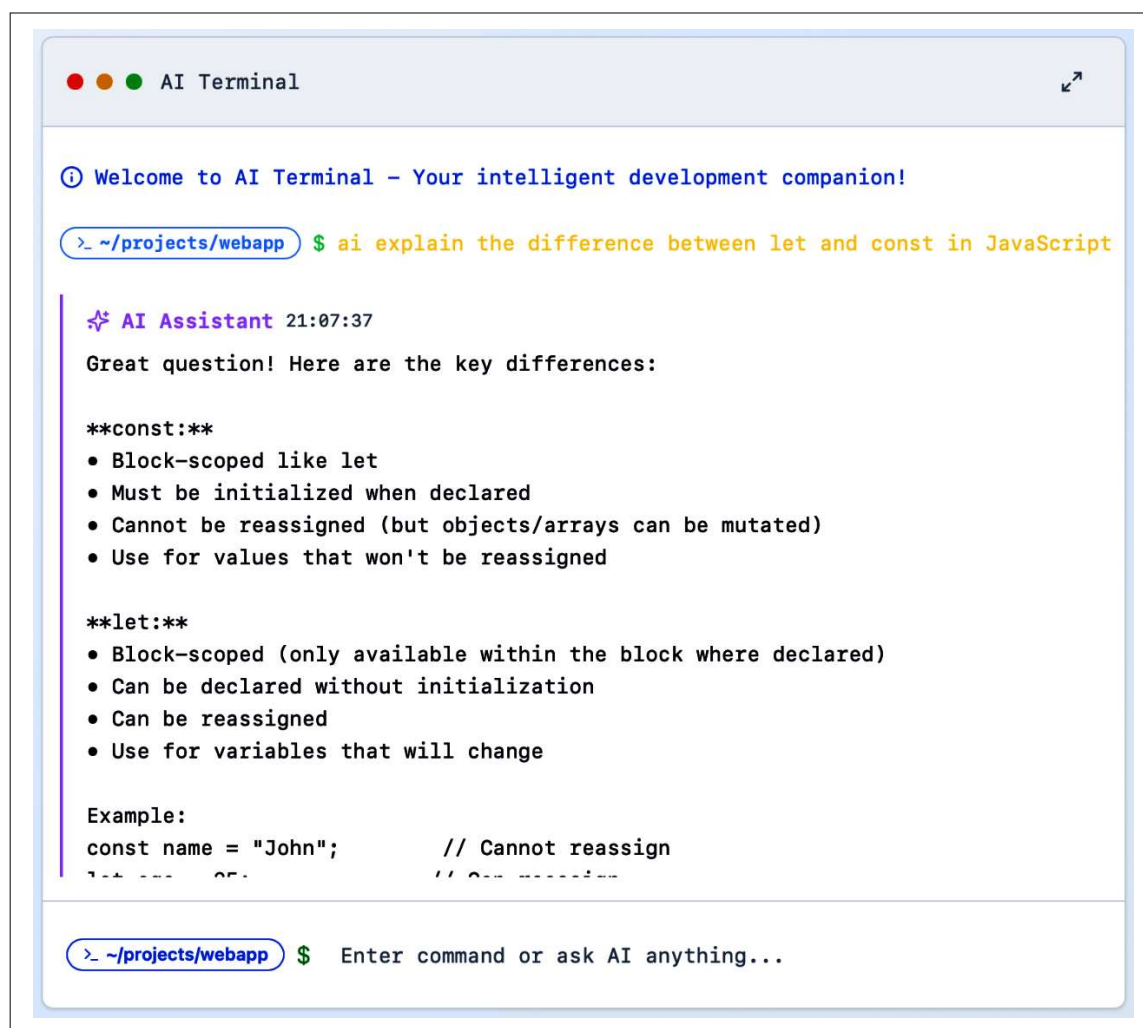 AI Terminal
Welcome to AI Terminal – Your intelligent development companion!
>_ ~/projects/webapp $ ai explain the difference between let and const in JavaScript
AI Assistant 21:07:37
Great question! Here are the key differences:
**const:**
• Block-scoped like let
• Must be initialized when declared
• Cannot be reassigned (but objects/arrays can be mutated)
• Use for values that won't be reassigned
**let:**
• Block-scoped (only available within the block where declared)
• Can be declared without initialization
• Can be reassigned
• Use for variables that will change
Example:
const name = "John"; // Cannot reassign
>_ ~/projects/webapp $ Enter command or ask AI anything...